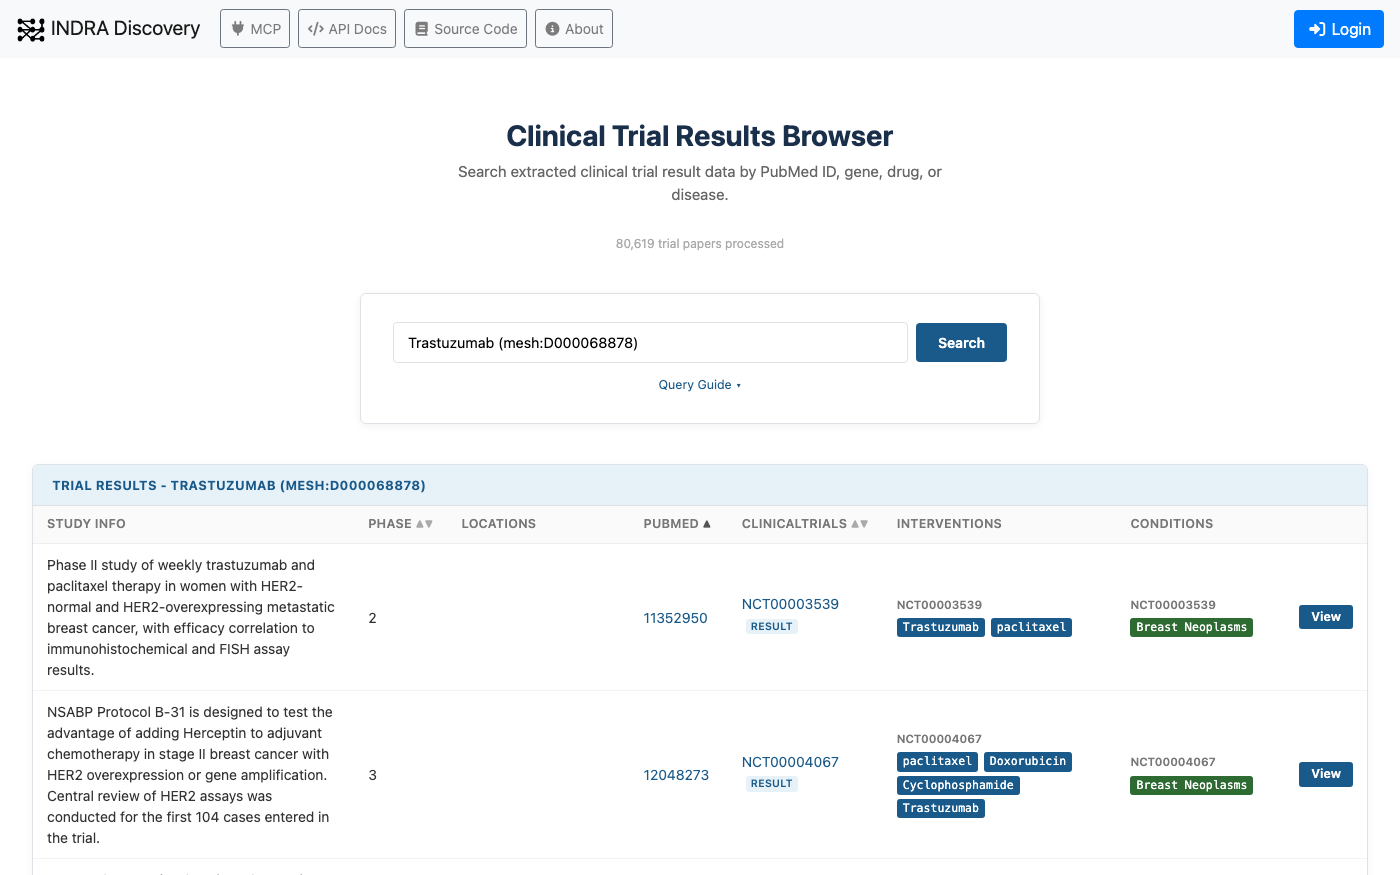 INDRA Discovery
MCP
API Docs
Source Code
About
Login
Clinical Trial Results Browser
Search extracted clinical trial result data by PubMed ID, gene, drug, or
disease.
80,619 trial papers processed
Trastuzumab (mesh:D000068878)
Search
Query Guide
TRIAL RESULTS - TRASTUZUMAB (MESH:D000068878)
STUDY INFO
PHASE
LOCATIONS
PUBMED
CLINICALTRIALS
INTERVENTIONS
CONDITIONS
Phase II study of weekly trastuzumab and
paclitaxel therapy in women with HER2-
normal and HER2-overexpressing metastatic
breast cancer, with efficacy correlation to
immunohistochemical and FISH assay
results.
2
11352950
NCT00003539
RESULT
NCT00003539
Trastuzumab paclitaxel
NCT00003539
Breast Neoplasms
View
NSABP Protocol B-31 is designed to test the
advantage of adding Herceptin to adjuvant
chemotherapy in stage II breast cancer with
HER2 overexpression or gene amplification.
Central review of HER2 assays was
conducted for the first 104 cases entered in
the trial.
3
12048273
NCT00004067
RESULT
NCT00004067
paclitaxel Doxorubicin
Cyclophosphamide
Trastuzumab
NCT00004067
Breast Neoplasms
View